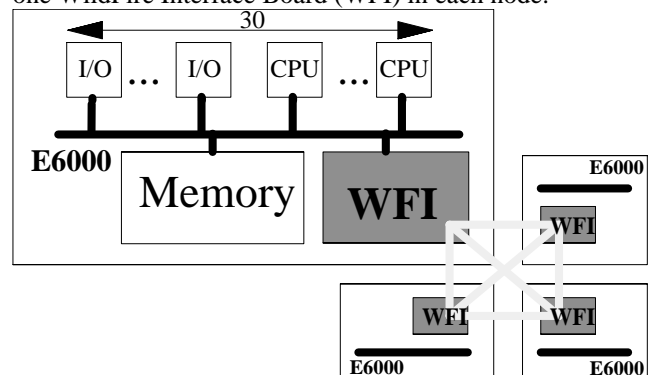 one WildFire Interface Board (WFI) in each node.
30
I/O ... I/O CPU ... CPU
E6000
Memory WFI
E6000
WFI
WFI WFI
E6000 E6000